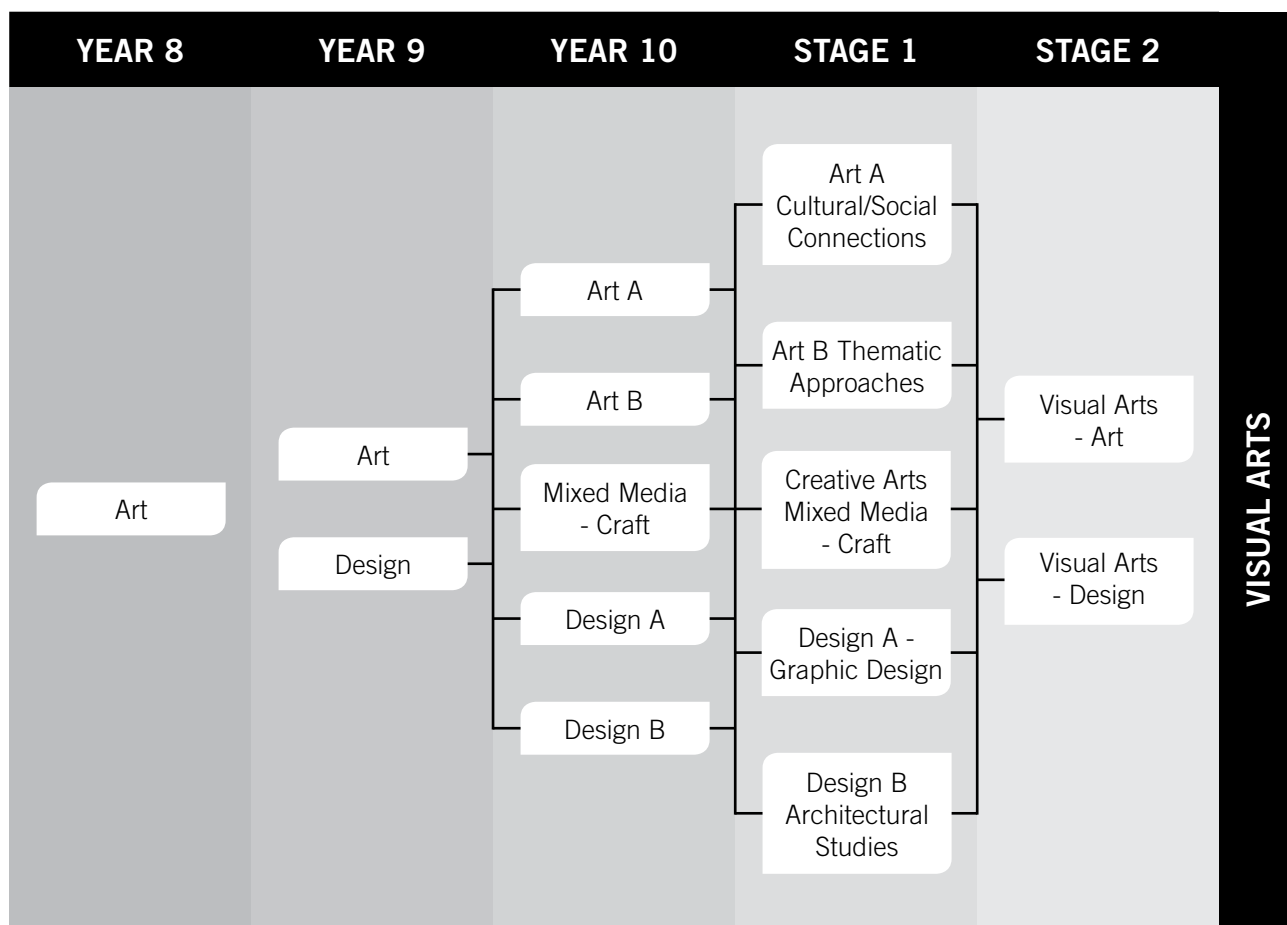 YEAR 8
YEAR 9
YEAR 10
STAGE 1
STAGE 2
Art
Art
Design
Art A
Art B
Mixed Media
- Craft
Design A
Design B
Art A
Cultural/Social
Connections
Art B Thematic
Approaches
Creative Arts
Mixed Media
- Craft
Design A -
Graphic Design
Design B
Architectural
Studies
Visual Arts
- Art
Visual Arts
- Design
VISUAL ARTS